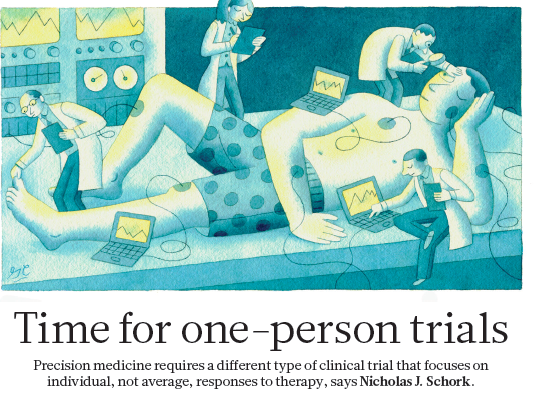 Time for one-person trials
Precision medicine requires a different type of clinical trial that focuses on
individual, not average, responses to therapy, says Nicholas J. Schork.